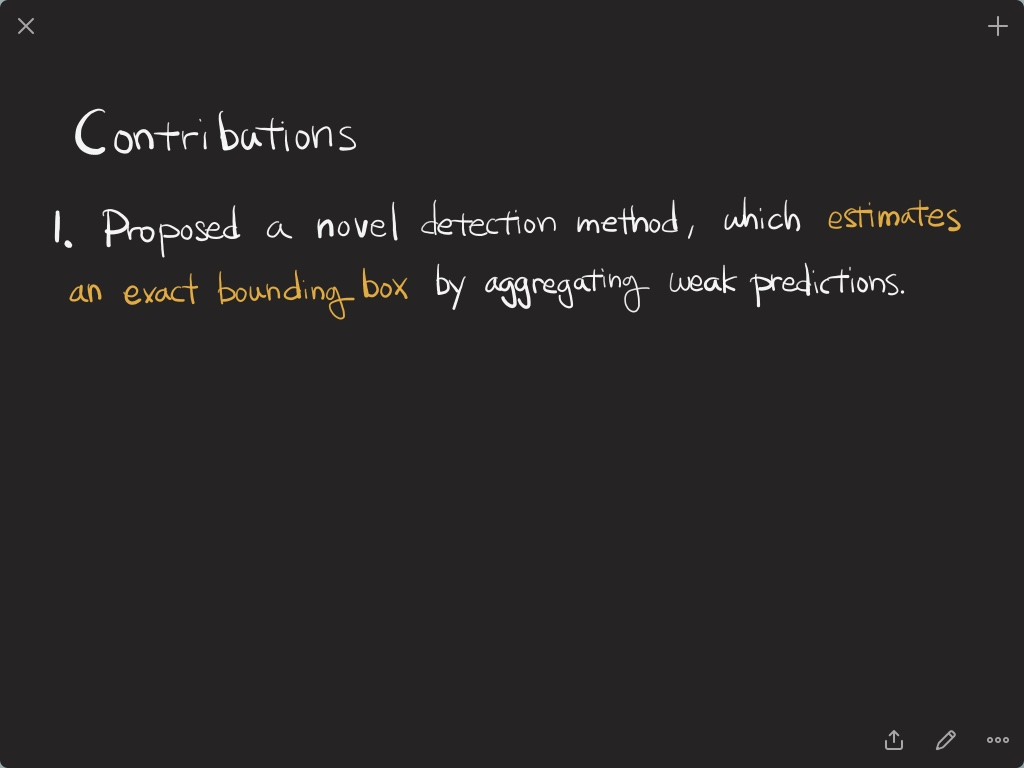 Contributions
1. Proposed a novel detection method, which estimates
an exact bounding box by aggregating weak predictions.